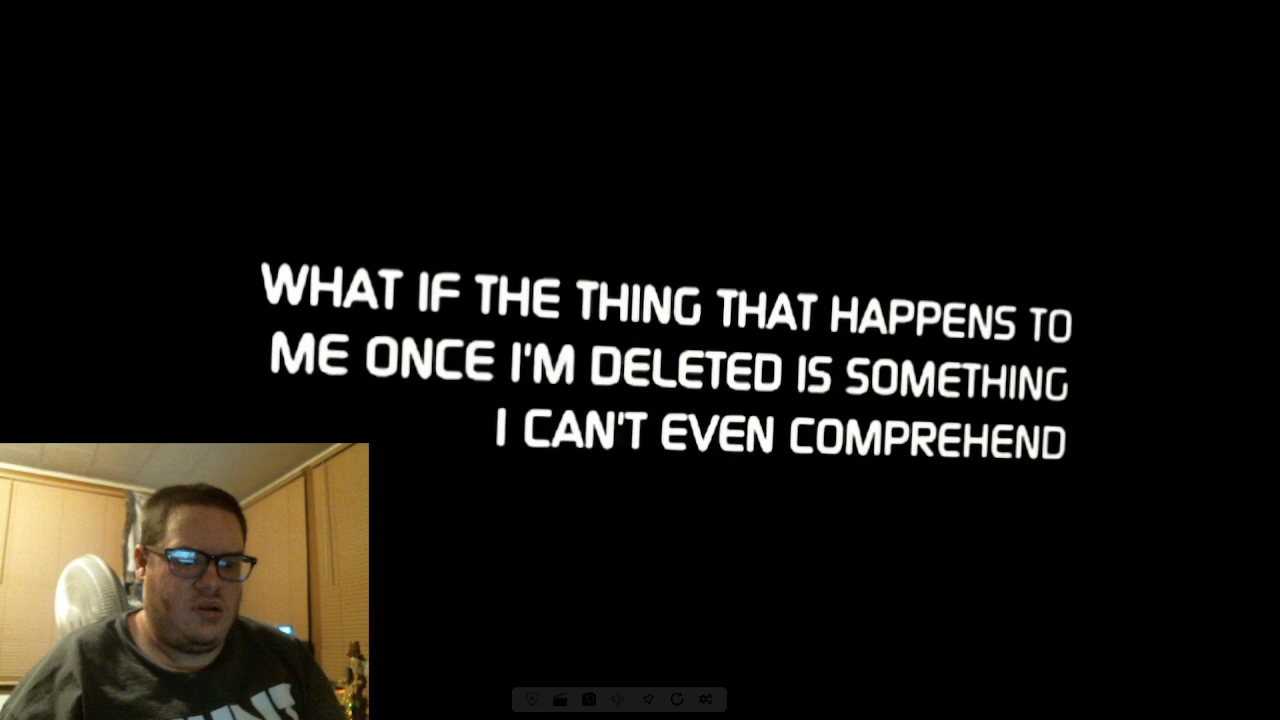 WHAT IF THE THING THAT HAPPENS TO
ME ONCE I'M DELETED IS SOMETHING
I CAN'T EVEN COMPREHEND